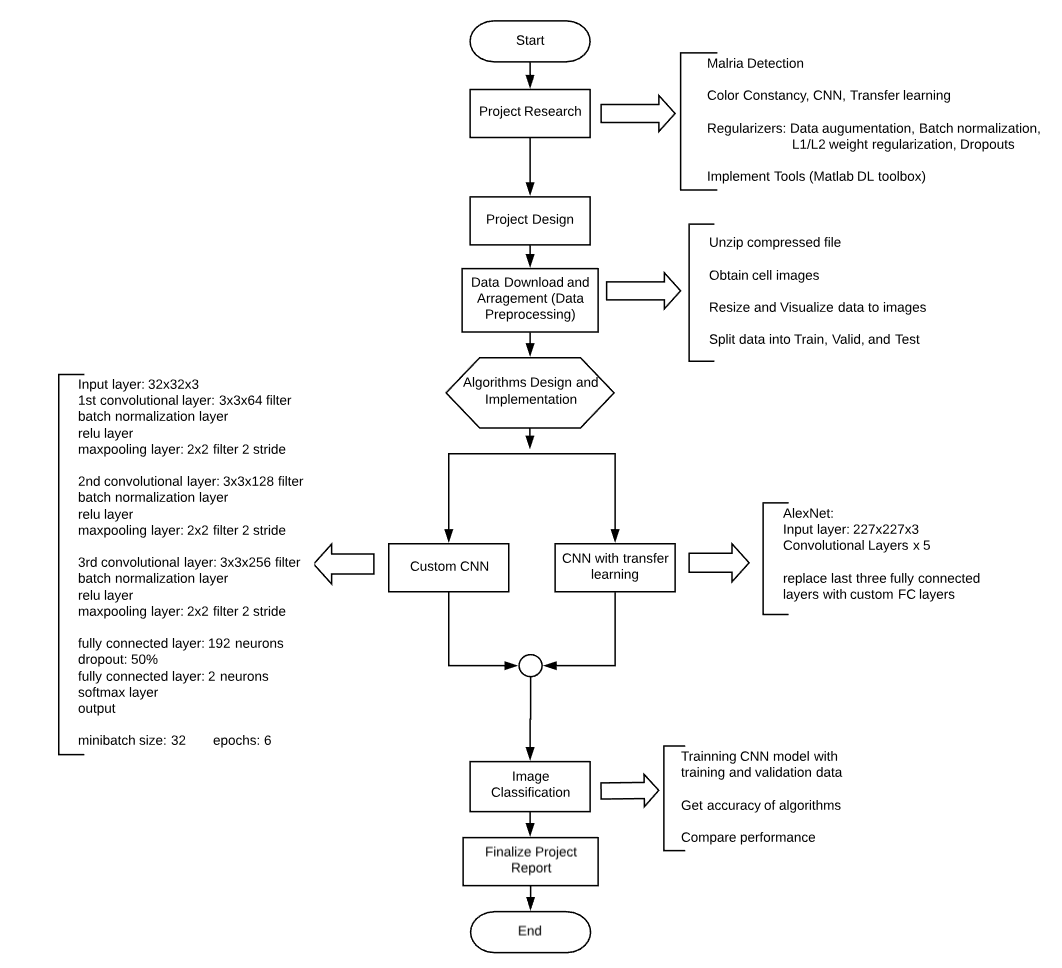 Start
Project Research
Malria Detection
Color Constancy, CNN, Transfer learning
Regularizers: Data augumentation, Batch normalization,
L1/L2 weight regularization, Dropouts
Implement Tools (Matlab DL toolbox)
Project Design
Data Download and
Arragement (Data
Preprocessing)
Unzip compressed file
Obtain cell images
Resize and Visualize data to images
Split data into Train, Valid, and Test
Algorithms Design and
Implementation
Input layer: 32x32x3
1st convolutional layer: 3x3x64 filter
batch normalization layer
relu layer
maxpooling layer: 2x2 filter 2 stride
2nd convolutional layer: 3x3x128 filter
batch normalization layer
relu layer
maxpooling layer: 2x2 filter 2 stride
3rd convolutional layer: 3x3x256 filter
batch normalization layer
relu layer
maxpooling layer: 2x2 filter 2 stride
fully connected layer: 192 neurons
dropout: 50%
fully connected layer: 2 neurons
softmax layer
output
minibatch size: 32 epochs: 6
Custom CNN
CNN with transfer
learning
AlexNet:
Input layer: 227x227x3
Convolutional Layers x 5
replace last three fully connected
layers with custom FC layers
Image
Classification
Trainning CNN model with
training and validation data
Get accuracy of algorithms
Compare performance
Finalize Project
Report
End